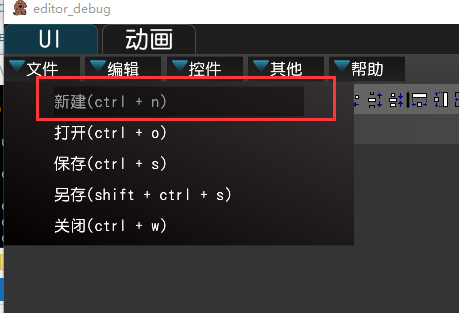 editor_debug
UI 动画
文件 编辑 控件 其他 帮助
新建(ctrl + n)
打开(ctrl + o)
保存(ctrl + s)
另存(shift + ctrl + s)
关闭(ctrl + w)